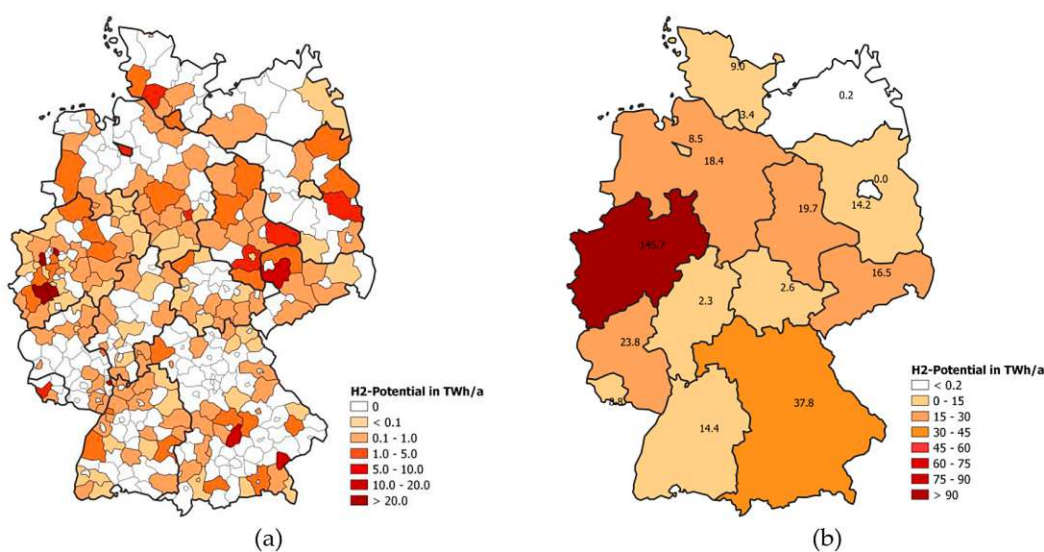 H2-Potential in TWh/a
0
< 0.1
0.1 - 1.0
1.0 - 5.0
5.0 - 10.0
10.0 - 20.0
> 20.0
(a)
9.0
3.4
0.2
8.5
18.4
0.0
14.2
19.7
145.7
16.5
2.3
2.6
23.8
37.8
14.4
H2-Potential in TWh/a
< 0.2
0 - 15
15 - 30
30 - 45
45 - 60
60 - 75
75 - 90
> 90
(b)